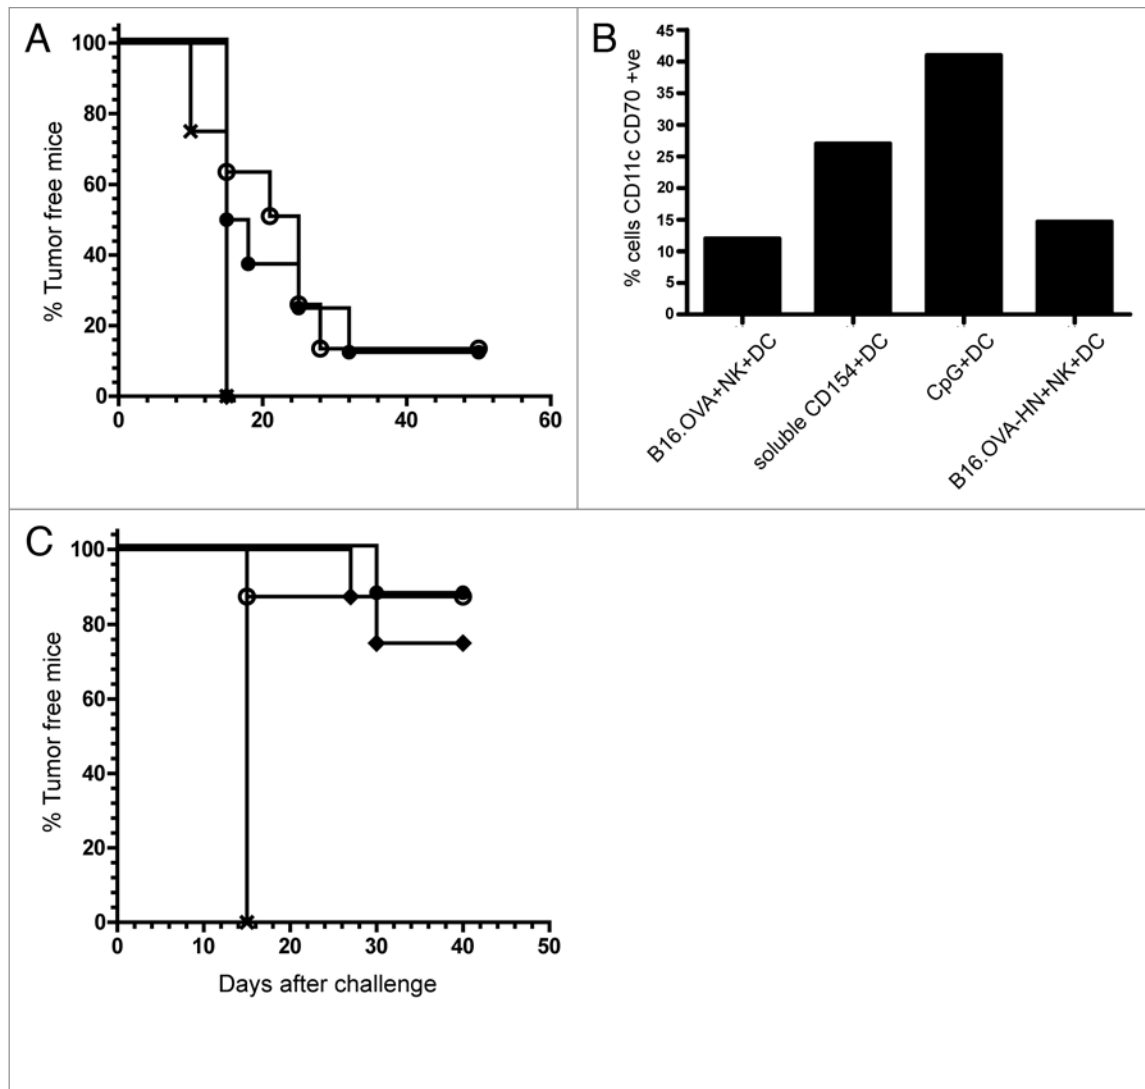 A
% Tumor free mice
100
80
60
40
20
0
0 20 40 60
B
% cells CD11c CD70 +ve
45
40
35
30
25
20
15
10
5
0
B16.OVA+NK+DC
soluble CD154+DC
CpG+DC
B16.OVA-HN+NK+DC
C
% Tumor free mice
100
80
60
40
20
0
0 10 20 30 40 50
Days after challenge